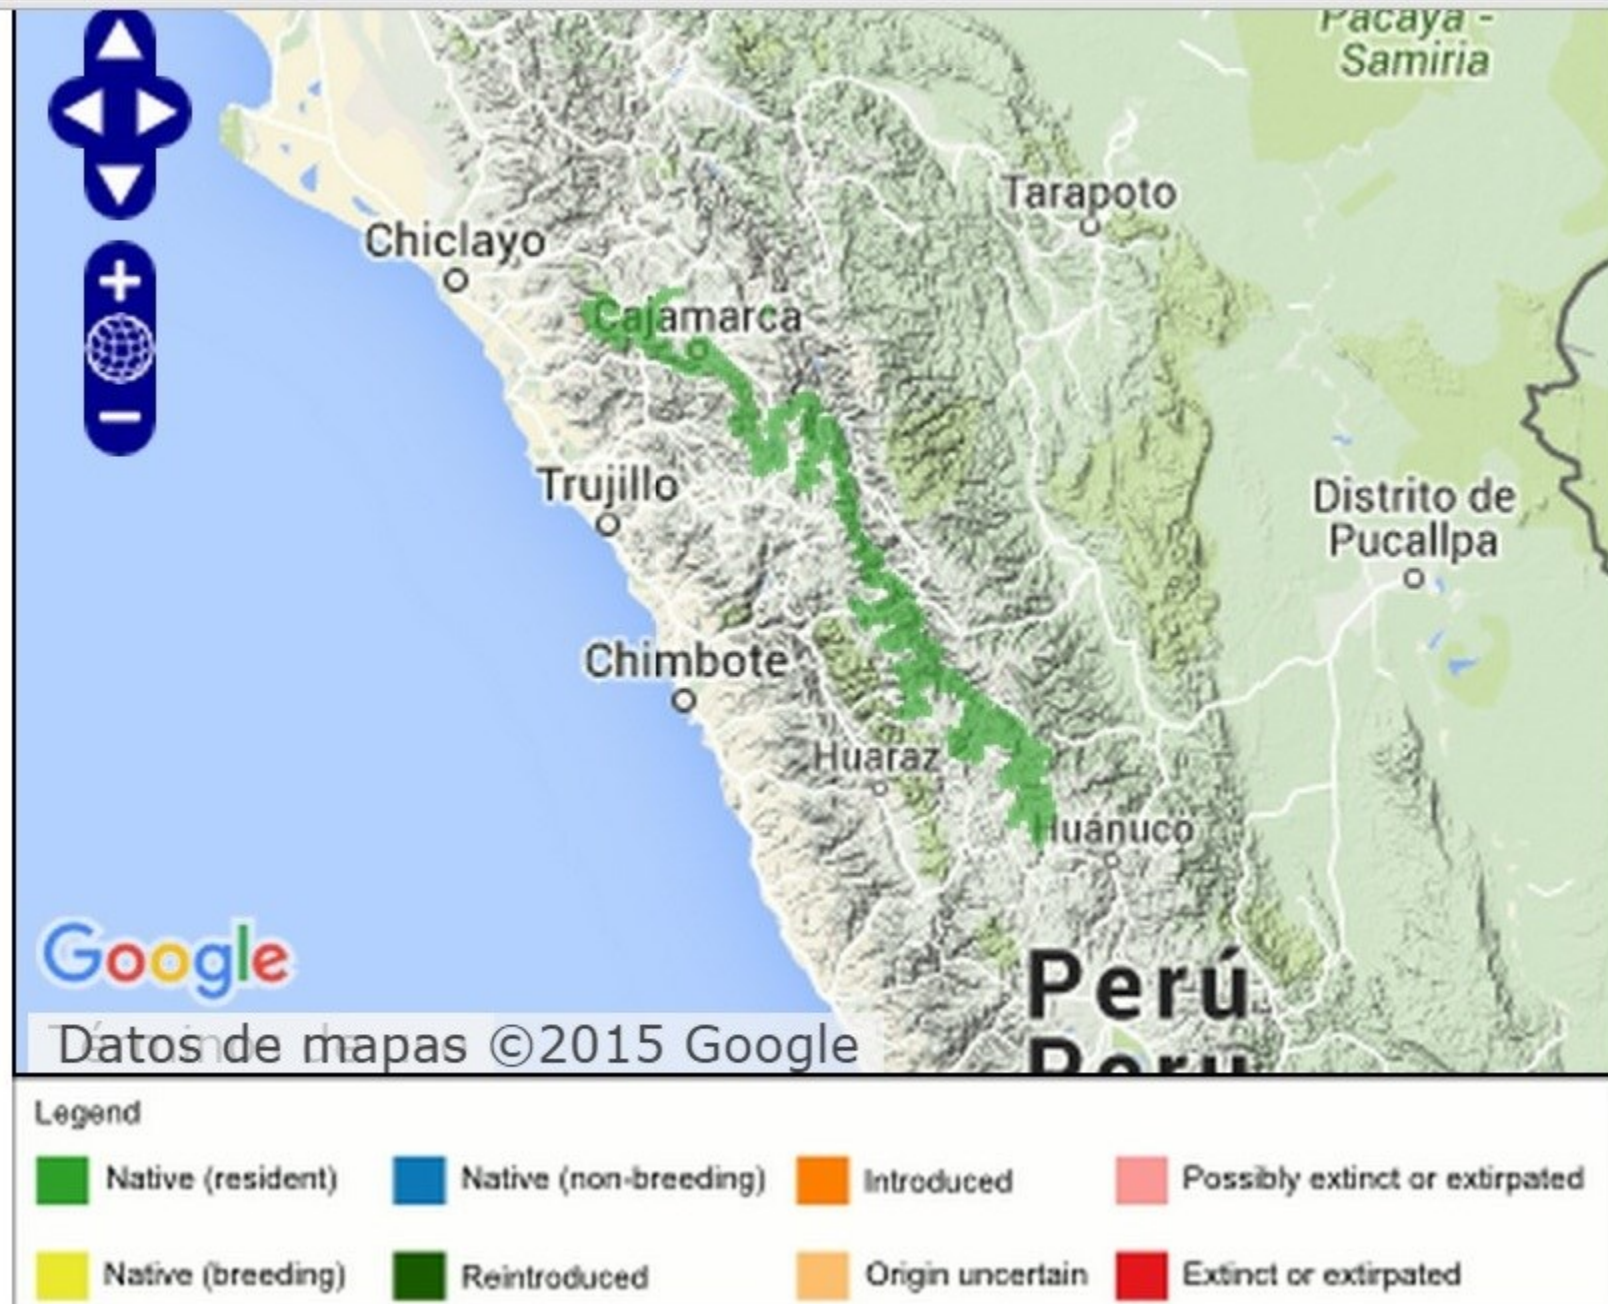 Pacaya -
Samiria
Tarapoto
Chiclayo
Cajamarca
Trujillo
Distrito de
Pucallpa
Chimbote
Huaraz
Huánuco
Perú
Peru
Google
Datos de mapas ©2015 Google
Legend
Native (resident)
Native (non-breeding)
Introduced
Possibly extinct or extirpated
Native (breeding)
Reintroduced
Origin uncertain
Extinct or extirpated